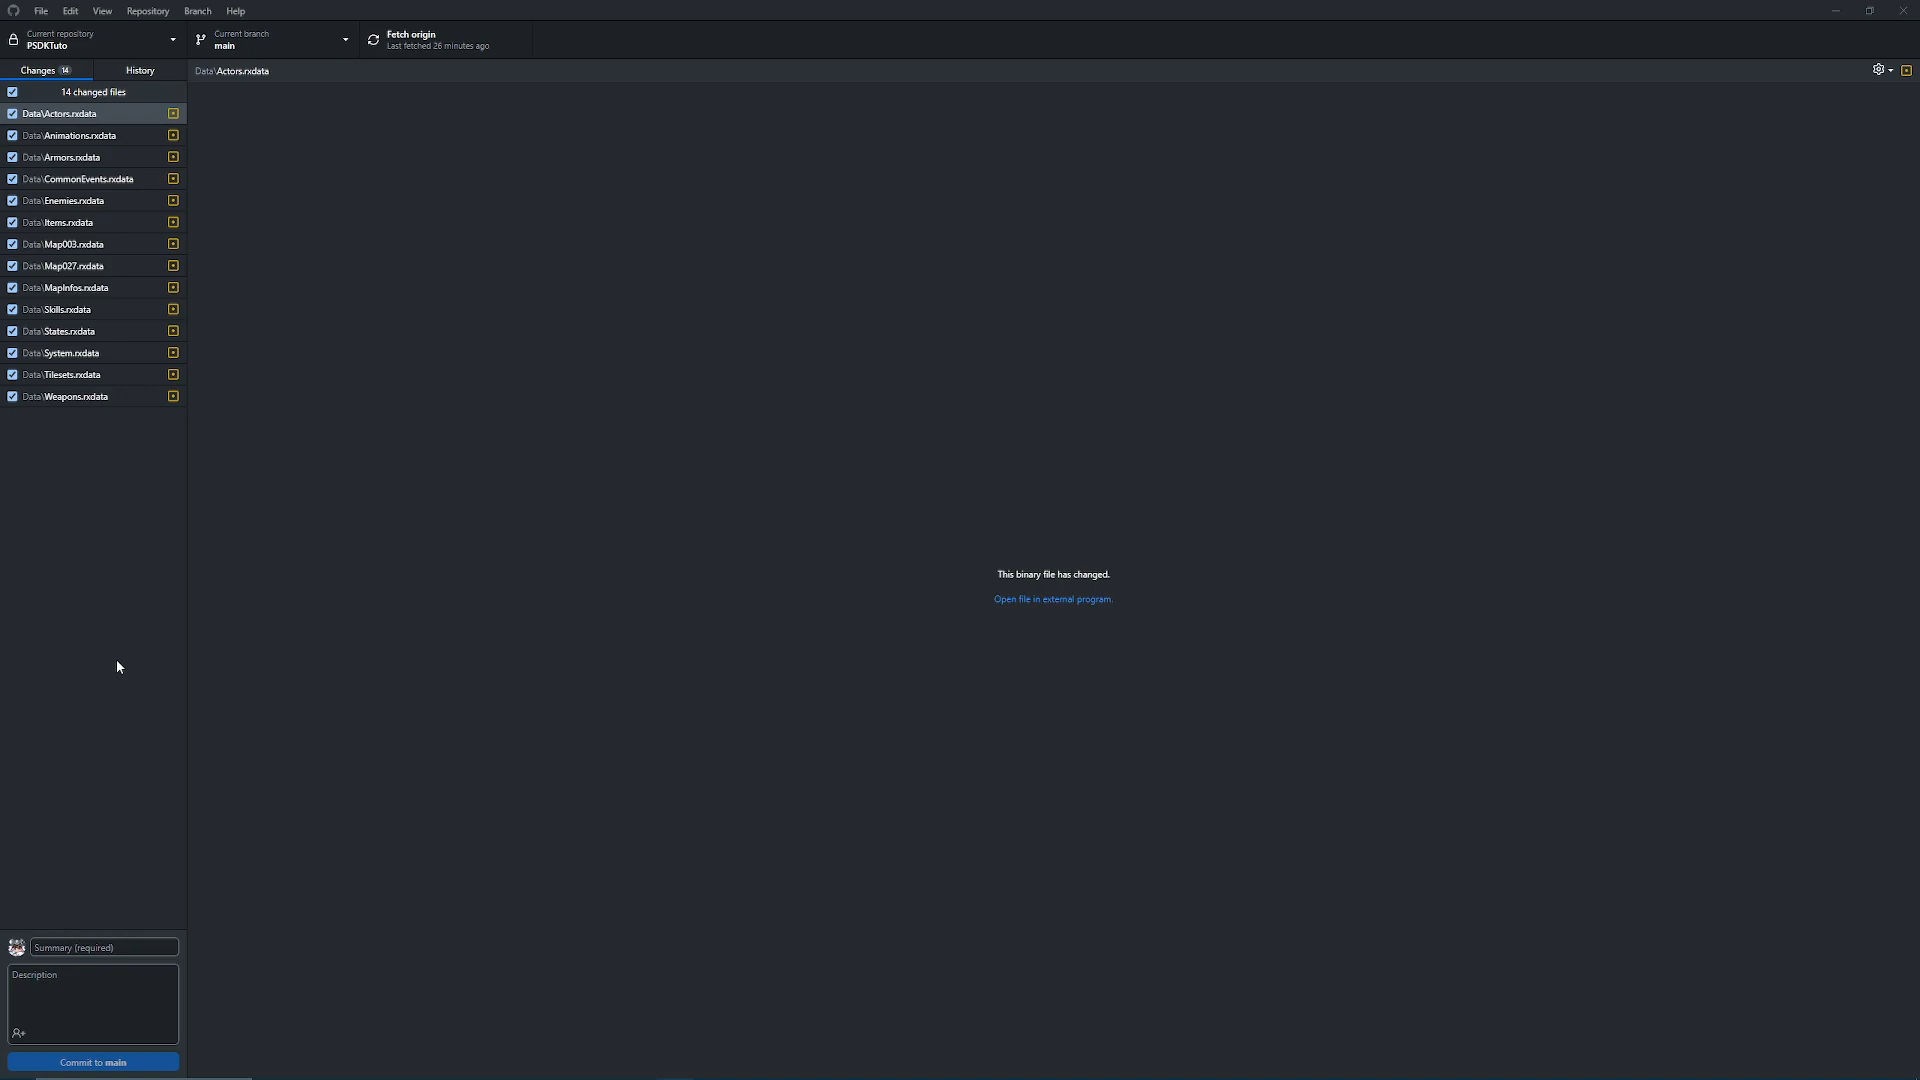 File Edit View Repository Branch Help
Current repository
PSDKTuto
Current branch
main
Fetch origin
Last fetched 26 minutes ago
Changes 14
History
Data\Actors.rxdata
14 changed files
Data\Actors.rxdata
Data\Animations.rxdata
Data\Armors.rxdata
Data\CommonEvents.rxdata
Data\Enemies.rxdata
Data\Items.rxdata
Data\Map003.rxdata
Data\Map027.rxdata
Data\MapInfos.rxdata
Data\Skills.rxdata
Data\States.rxdata
Data\System.rxdata
Data\Tilesets.rxdata
Data\Weapons.rxdata
This binary file has changed.
Open file in external program.
Summary (required)
Description
Commit to main